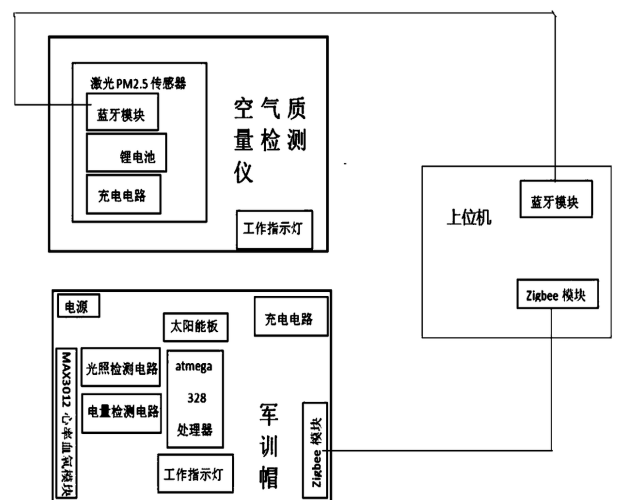 激光 PM2.5 传感器
蓝牙模块
锂电池
充电电路
空气质
量检测
仪
工作指示灯
上位机
蓝牙模块
Zigbee 模块
电源
太阳能板
充电电路
MAX3012 心率血氧模块
光照检测电路
电量检测电路
atmega
328
处理器
工作指示灯
军
训
帽
Zigbee 模块